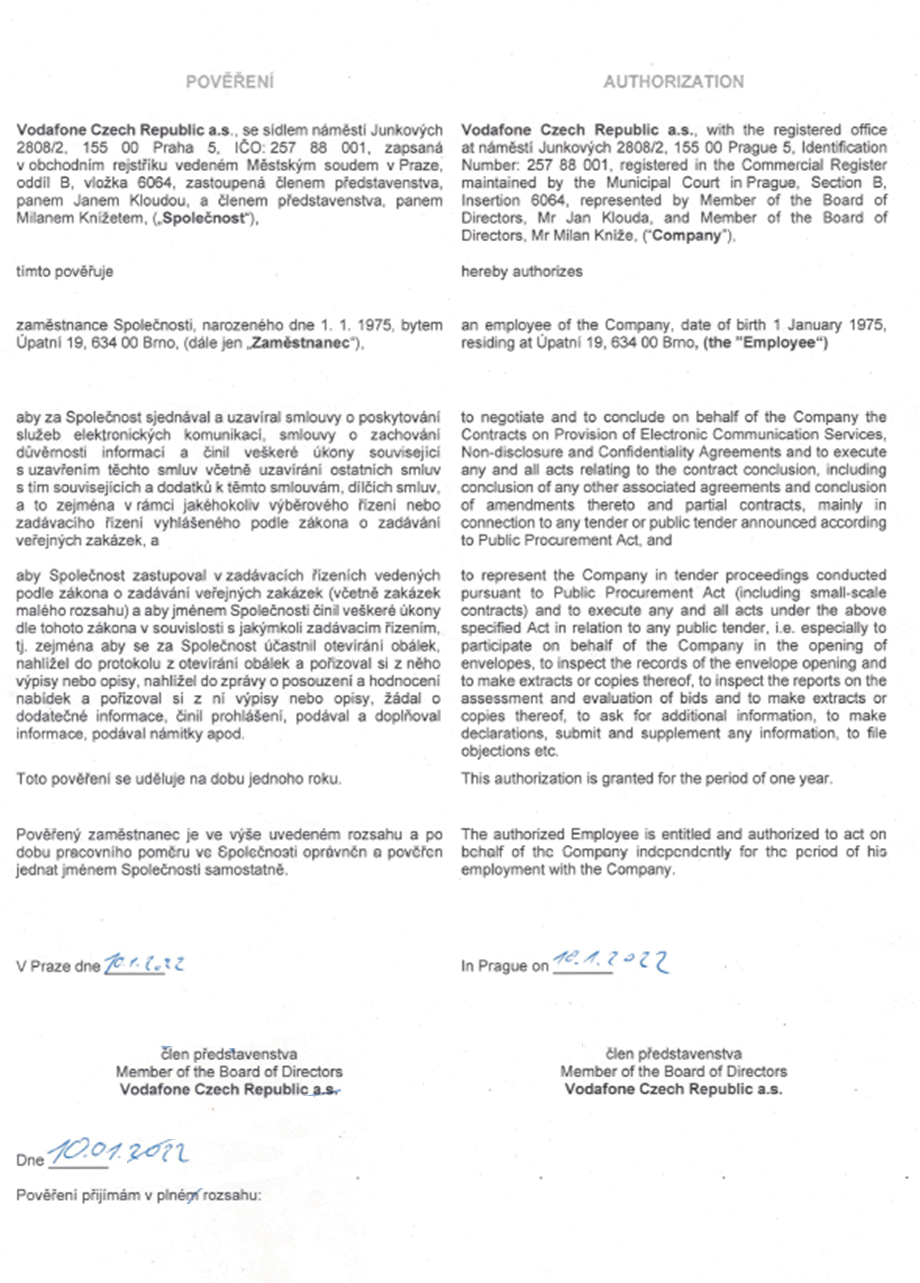 POVĚŘENÍ
Vodafone Czech Republic a.s., se sídlem náměstí Junkových
2808/2, 155 00 Praha 5, IČO: 257 88 001, zapsaná
v obchodním rejstříku vedeném Městským soudem v Praze,
oddíl B, vložka 6064, zastoupená členem představenstva,
panem Janem Kloudou, a členem představenstva, panem
Milanem Knížetem, („Společnost“),
tímto pověřuje
zaměstnance Společnosti, narozeného dne 1. 1. 1975, bytem
Úpatní 19, 634 00 Brno, (dále jen „Zaměstnanec“),
aby za Společnost sjednával a uzavíral smlouvy o poskytování
služeb elektronických komunikací, smlouvy o zachování
důvěrnosti informací a činil veškeré úkony související
s uzavřením těchto smluv včetně uzavírání ostatních smluv
s tím souvisejících a dodatků k těmto smlouvám, dílčích smluv,
a to zejména v rámci jakéhokoliv výběrového řízení nebo
zadávacího řízení vyhlášeného podle zákona o zadávání
veřejných zakázek, a
aby Společnost zastupoval v zadávacích řízeních vedených
podle zákona o zadávání veřejných zakázek (včetně zakázek
malého rozsahu) a aby jménem Společnosti činil veškeré úkony
dle tohoto zákona v souvislosti s jakýmkoli zadávacím řízením,
tj. zejména aby se za Společnost účastnil otevírání obálek,
nahlížel do protokolu z otevírání obálek a pořizoval si z něho
výpisy nebo opisy, nahlížel do zprávy o posouzení a hodnocení
nabídek a pořizoval si z ní výpisy nebo opisy, žádal o
dodatečné informace, činil prohlášení, podával a doplňoval
informace, podával námitky apod.
Toto pověření se uděluje na dobu jednoho roku.
Pověřený zaměstnanec je ve výše uvedeném rozsahu a po
dobu pracovního poměru ve Společnosti oprávněn a pověřen
jednat jménem Společnosti samostatně.
V Praze dne 10.1.2022
člen představenstva
Member of the Board of Directors
Vodafone Czech Republic a.s.
Dne 10.01.2022
Pověření přijímám v plném rozsahu:
AUTHORIZATION
Vodafone Czech Republic a.s., with the registered office
at náměstí Junkových 2808/2, 155 00 Prague 5, Identification
Number: 257 88 001, registered in the Commercial Register
maintained by the Municipal Court in Prague, Section B,
Insertion 6064, represented by Member of the Board of
Directors, Mr Jan Klouda, and Member of the Board of
Directors, Mr Milan Kníže, (“Company”),
hereby authorizes
an employee of the Company, date of birth 1 January 1975,
residing at Úpatní 19, 634 00 Brno, (the "Employee“)
to negotiate and to conclude on behalf of the Company the
Contracts on Provision of Electronic Communication Services,
Non-disclosure and Confidentiality Agreements and to execute
any and all acts relating to the contract conclusion, including
conclusion of any other associated agreements and conclusion
of amendments thereto and partial contracts, mainly in
connection to any tender or public tender announced according
to Public Procurement Act, and
to represent the Company in tender proceedings conducted
pursuant to Public Procurement Act (including small-scale
contracts) and to execute any and all acts under the above
specified Act in relation to any public tender, i.e. especially to
participate on behalf of the Company in the opening of
envelopes, to inspect the records of the envelope opening and
to make extracts or copies thereof, to inspect the reports on the
assessment and evaluation of bids and to make extracts or
copies thereof, to ask for additional information, to make
declarations, submit and supplement any information, to file
objections etc.
This authorization is granted for the period of one year.
The authorized Employee is entitled and authorized to act on
behalf of the Company independently for the period of his
employment with the Company.
In Prague on 10.1.2022
člen představenstva
Member of the Board of Directors
Vodafone Czech Republic a.s.